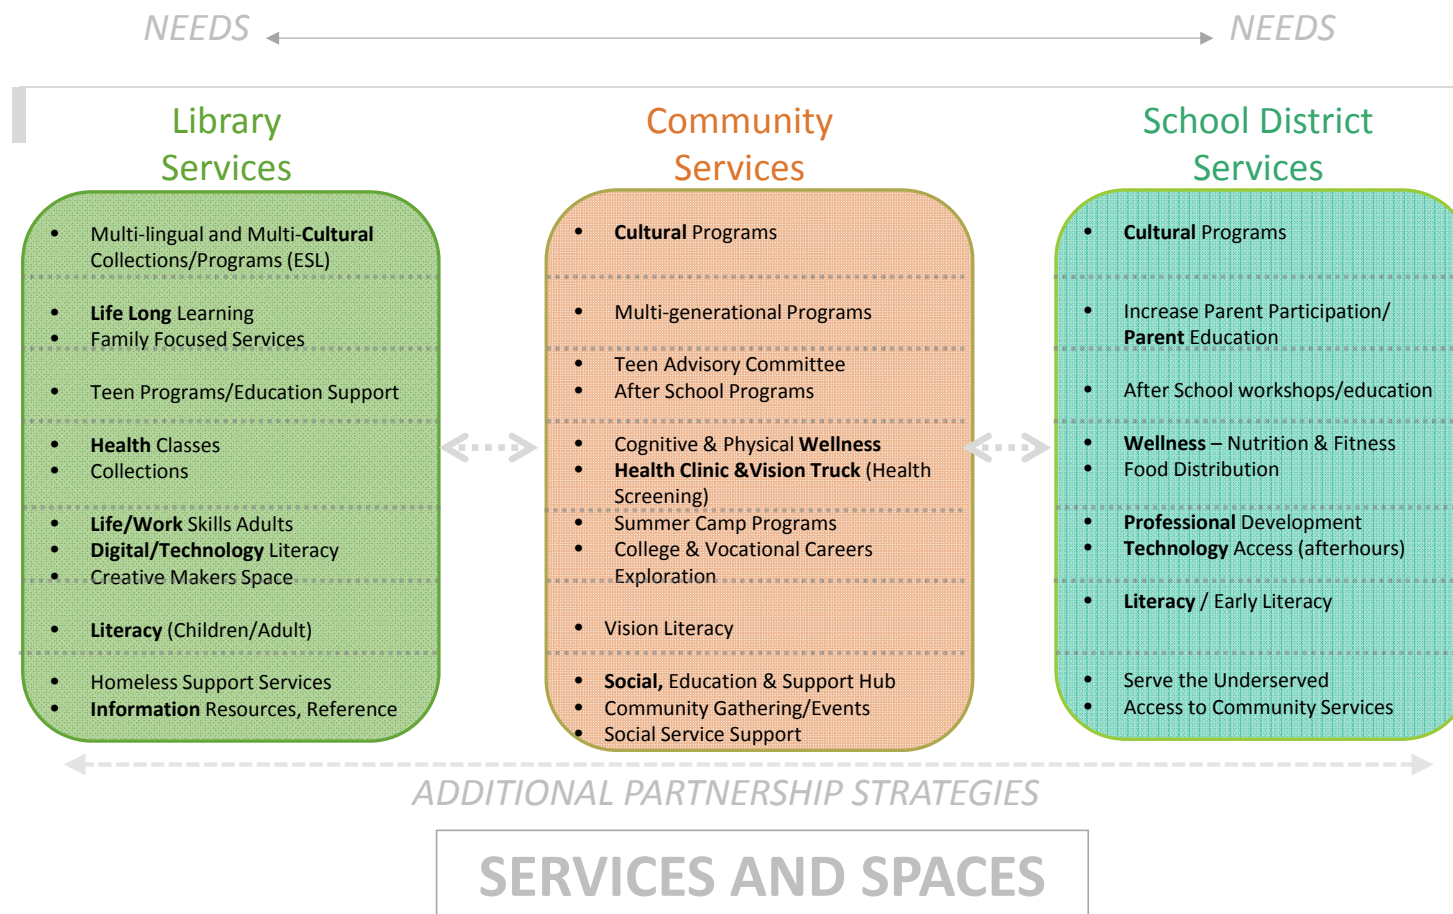 NEEDS
NEEDS
Library
Services
• Multi-lingual and Multi-Cultural
Collections/Programs (ESL)
• Life Long Learning
• Family Focused Services
• Teen Programs/Education Support
• Health Classes
• Collections
• Life/Work Skills Adults
• Digital/Technology Literacy
• Creative Makers Space
• Literacy (Children/Adult)
• Homeless Support Services
• Information Resources, Reference
Community
Services
• Cultural Programs
• Multi-generational Programs
• Teen Advisory Committee
• After School Programs
• Cognitive & Physical Wellness
• Health Clinic &Vision Truck (Health
Screening)
• Summer Camp Programs
• College & Vocational Careers
Exploration
• Vision Literacy
• Social, Education & Support Hub
• Community Gathering/Events
• Social Service Support
School District
Services
• Cultural Programs
• Increase Parent Participation/
Parent Education
• After School workshops/education
• Wellness – Nutrition & Fitness
• Food Distribution
• Professional Development
• Technology Access (afterhours)
• Literacy / Early Literacy
• Serve the Underserved
• Access to Community Services
ADDITIONAL PARTNERSHIP STRATEGIES
SERVICES AND SPACES